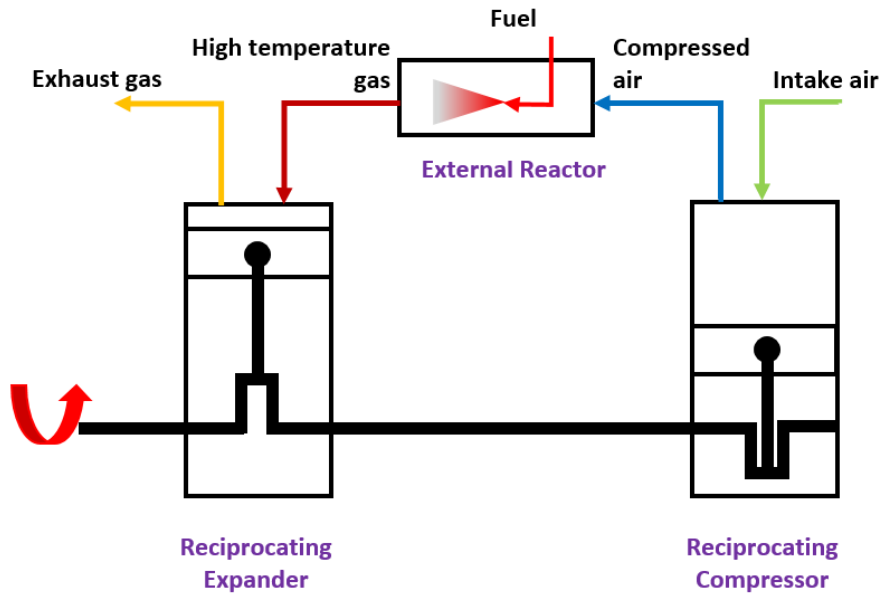 Fuel
High temperature
gas
Compressed
air
Exhaust gas
Intake air
External Reactor
Reciprocating
Expander
Reciprocating
Compressor